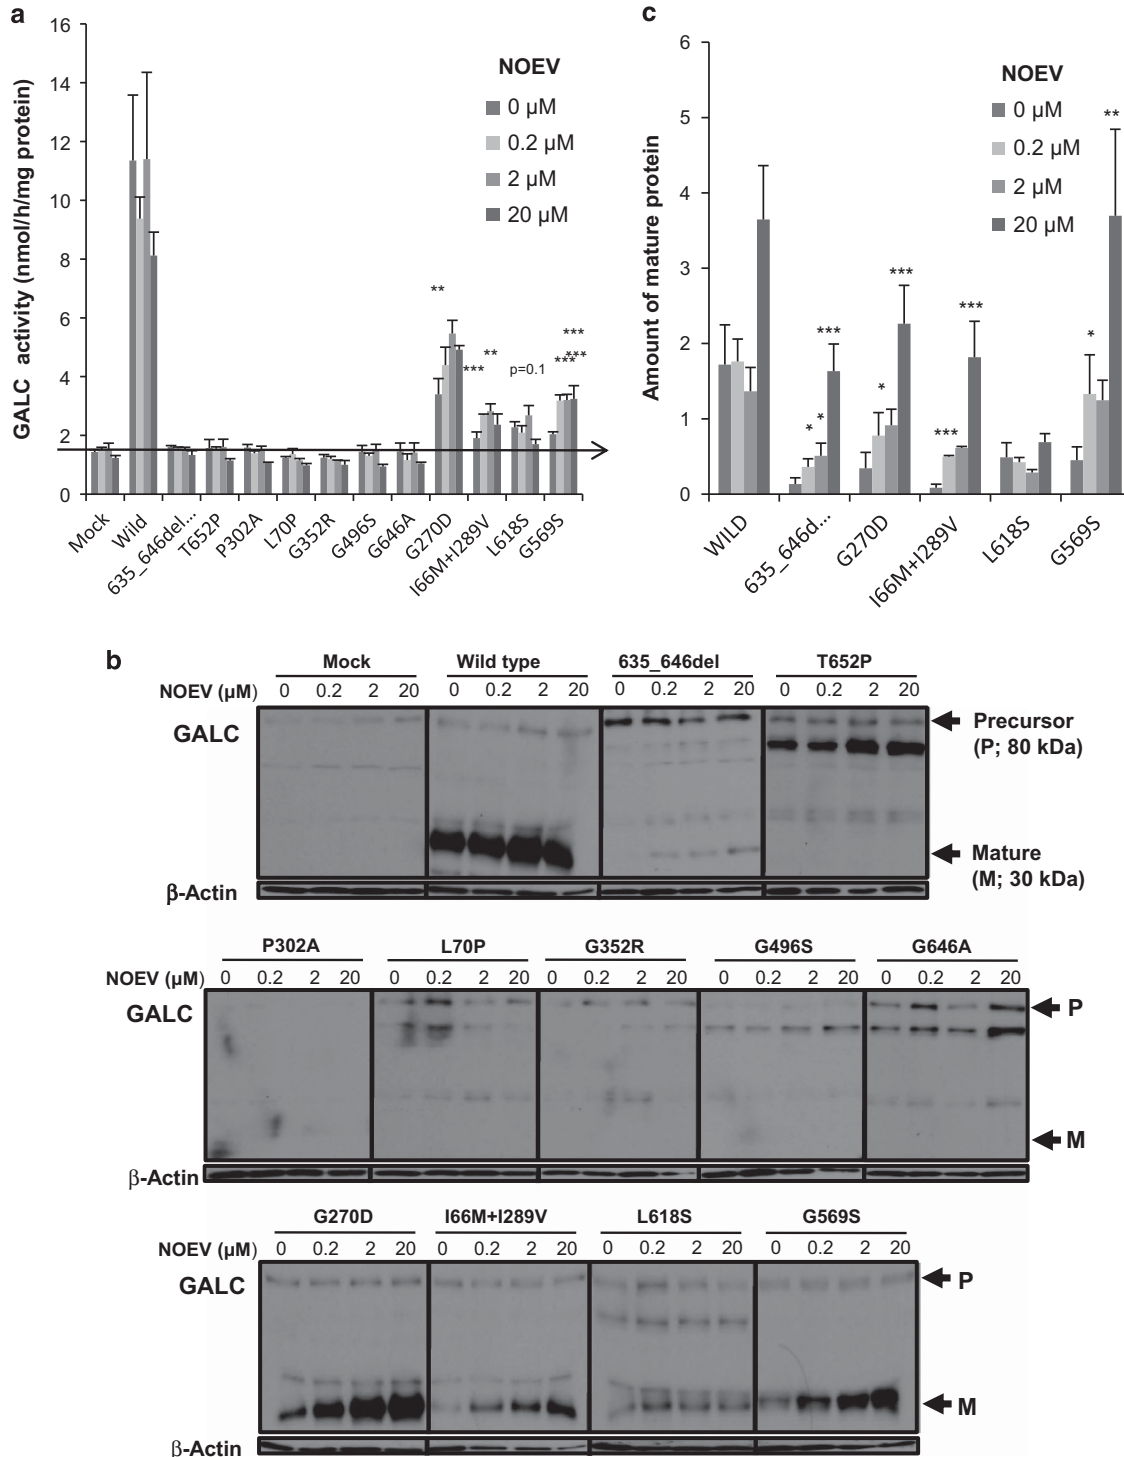 a
GALC activity (nmol/h/mg protein)
16
14
12
10
8
6
4
2
0
NOEV
0 µM
0.2 µM
2 µM
20 µM
**
***
**
p=0.1
***
***
***
Mock
Wild
635_646del...
T652P
P302A
L70P
G352R
G496S
G646A
G270D
I66M+I289V
L618S
G569S
c
Amount of mature protein
6
5
4
3
2
1
0
NOEV
0 µM
0.2 µM
2 µM
20 µM
*
*
***
*
***
***
***
*
**
WILD
635_646d...
G270D
I66M+I289V
L618S
G569S
b
Mock Wild type 635_646del T652P
NOEV (µM) 0 0.2 2 20 0 0.2 2 20 0 0.2 2 20 0 0.2 2 20
GALC
Precursor
(P; 80 kDa)
Mature
(M; 30 kDa)
β-Actin
P302A L70P G352R G496S G646A
NOEV (µM) 0 0.2 2 20 0 0.2 2 20 0 0.2 2 20 0 0.2 2 20 0 0.2 2 20
GALC
P
M
β-Actin
G270D I66M+I289V L618S G569S
NOEV (µM) 0 0.2 2 20 0 0.2 2 20 0 0.2 2 20 0 0.2 2 20
GALC
P
M
β-Actin